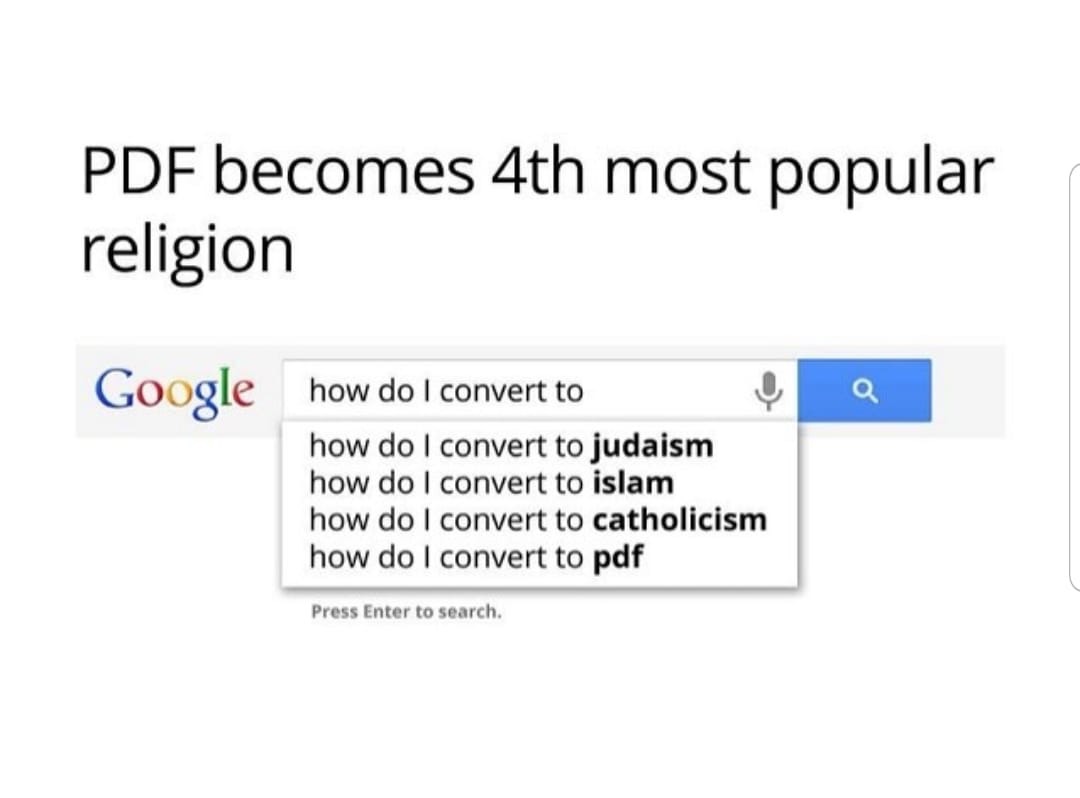 PDF becomes 4th most popular
religion
Google how do I convert to
how do I convert to judaism
how do I convert to islam
how do I convert to catholicism
how do I convert to pdf
Press Enter to search.